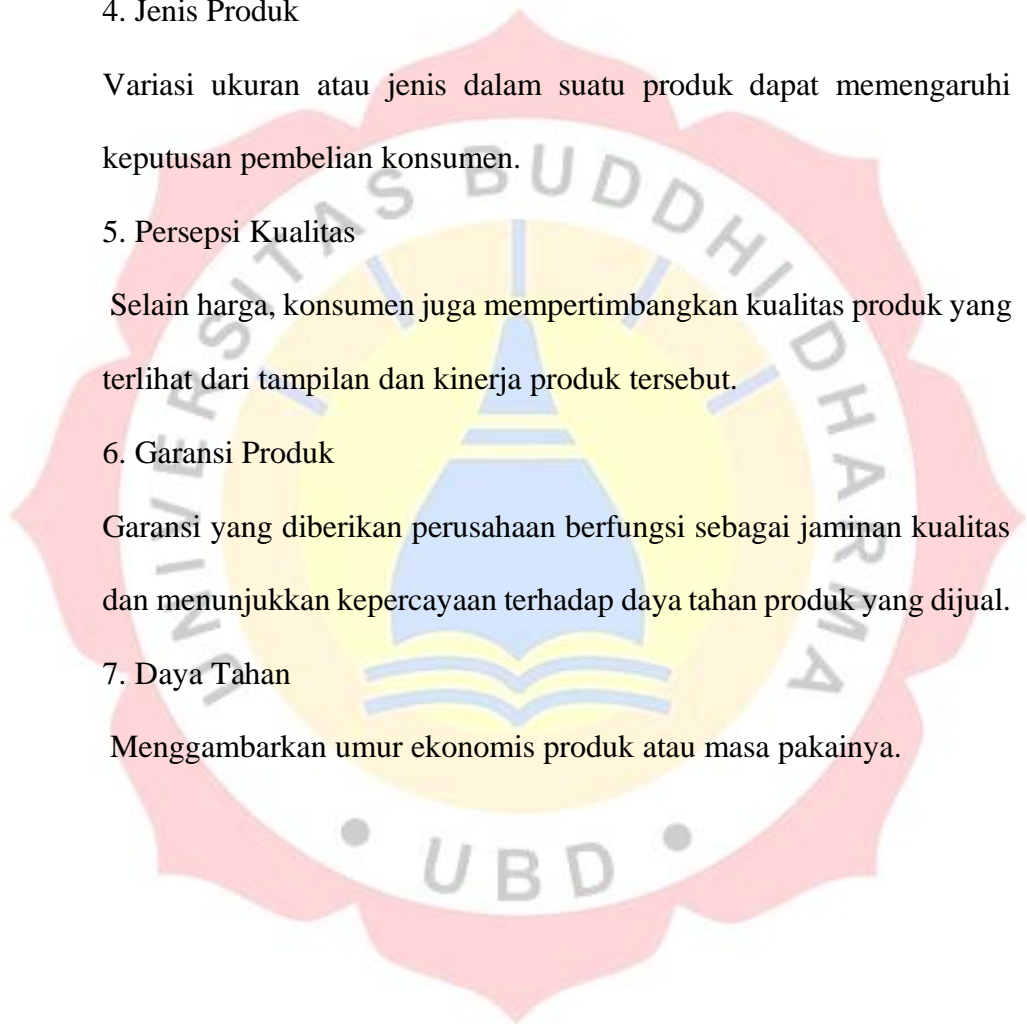 4. Jenis Produk
Variasi ukuran atau jenis dalam suatu produk dapat memengaruhi
keputusan pembelian konsumen.
5. Persepsi Kualitas
Selain harga, konsumen juga mempertimbangkan kualitas produk yang
terlihat dari tampilan dan kinerja produk tersebut.
6. Garansi Produk
Garansi yang diberikan perusahaan berfungsi sebagai jaminan kualitas
dan menunjukkan kepercayaan terhadap daya tahan produk yang dijual.
7. Daya Tahan
Menggambarkan umur ekonomis produk atau masa pakainya.
UNIVERSITAS BUDDHI DHARMA
• UBD •